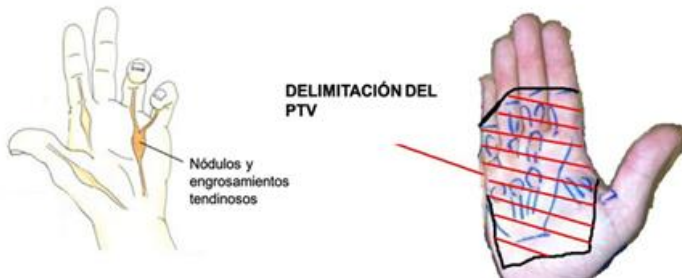 DELIMITACIÓN DEL
PTV
Nódulos y
engrosamientos
tendinosos